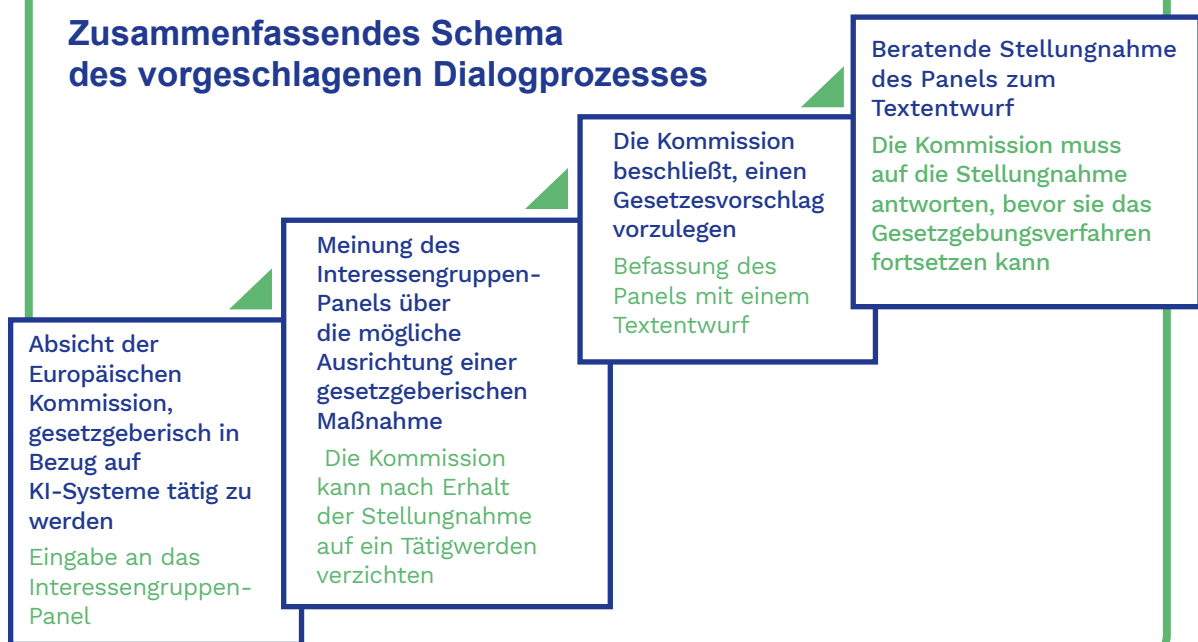 Zusammenfassendes Schema
des vorgeschlagenen Dialogprozesses
Absicht der
Europäischen
Kommission,
gesetzgeberisch in
Bezug auf
KI-Systeme tätig zu
werden
Eingabe an das
Interessengruppen-
Panel
Meinung des
Interessengruppen-
Panels über
die mögliche
Ausrichtung einer
gesetzgeberischen
Maßnahme
Die Kommission
kann nach Erhalt
der Stellungnahme
auf ein Tätigwerden
verzichten
Die Kommission
beschließt, einen
Gesetzesvorschlag
vorzulegen
Befassung des
Panels mit einem
Textentwurf
Beratende Stellungnahme
des Panels zum
Textentwurf
Die Kommission muss
auf die Stellungnahme
antworten, bevor sie das
Gesetzgebungsverfahren
fortsetzen kann